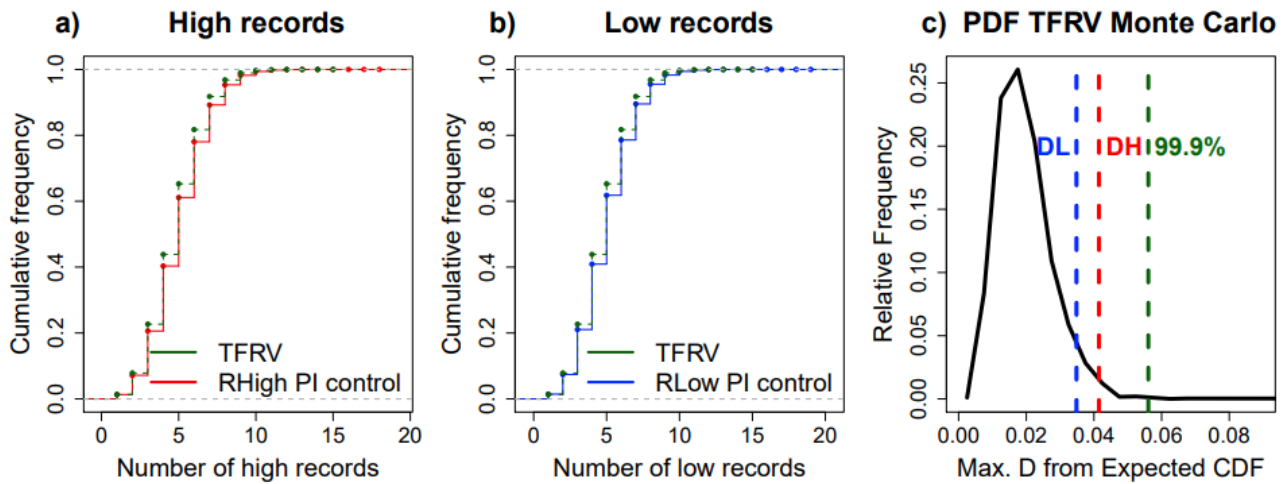 a) High records
Cumulative frequency
0.0 0.2 0.4 0.6 0.8 1.0
TFRV
RHigh PI control
0 5 10 15 20
Number of high records
b) Low records
Cumulative frequency
0.0 0.2 0.4 0.6 0.8 1.0
TFRV
RLow PI control
0 5 10 15 20
Number of low records
c) PDF TFRV Monte Carlo
Relative Frequency
0.00 0.05 0.10 0.15 0.20 0.25
DL DH 99.9%
0.00 0.02 0.04 0.06 0.08
Max. D from Expected CDF